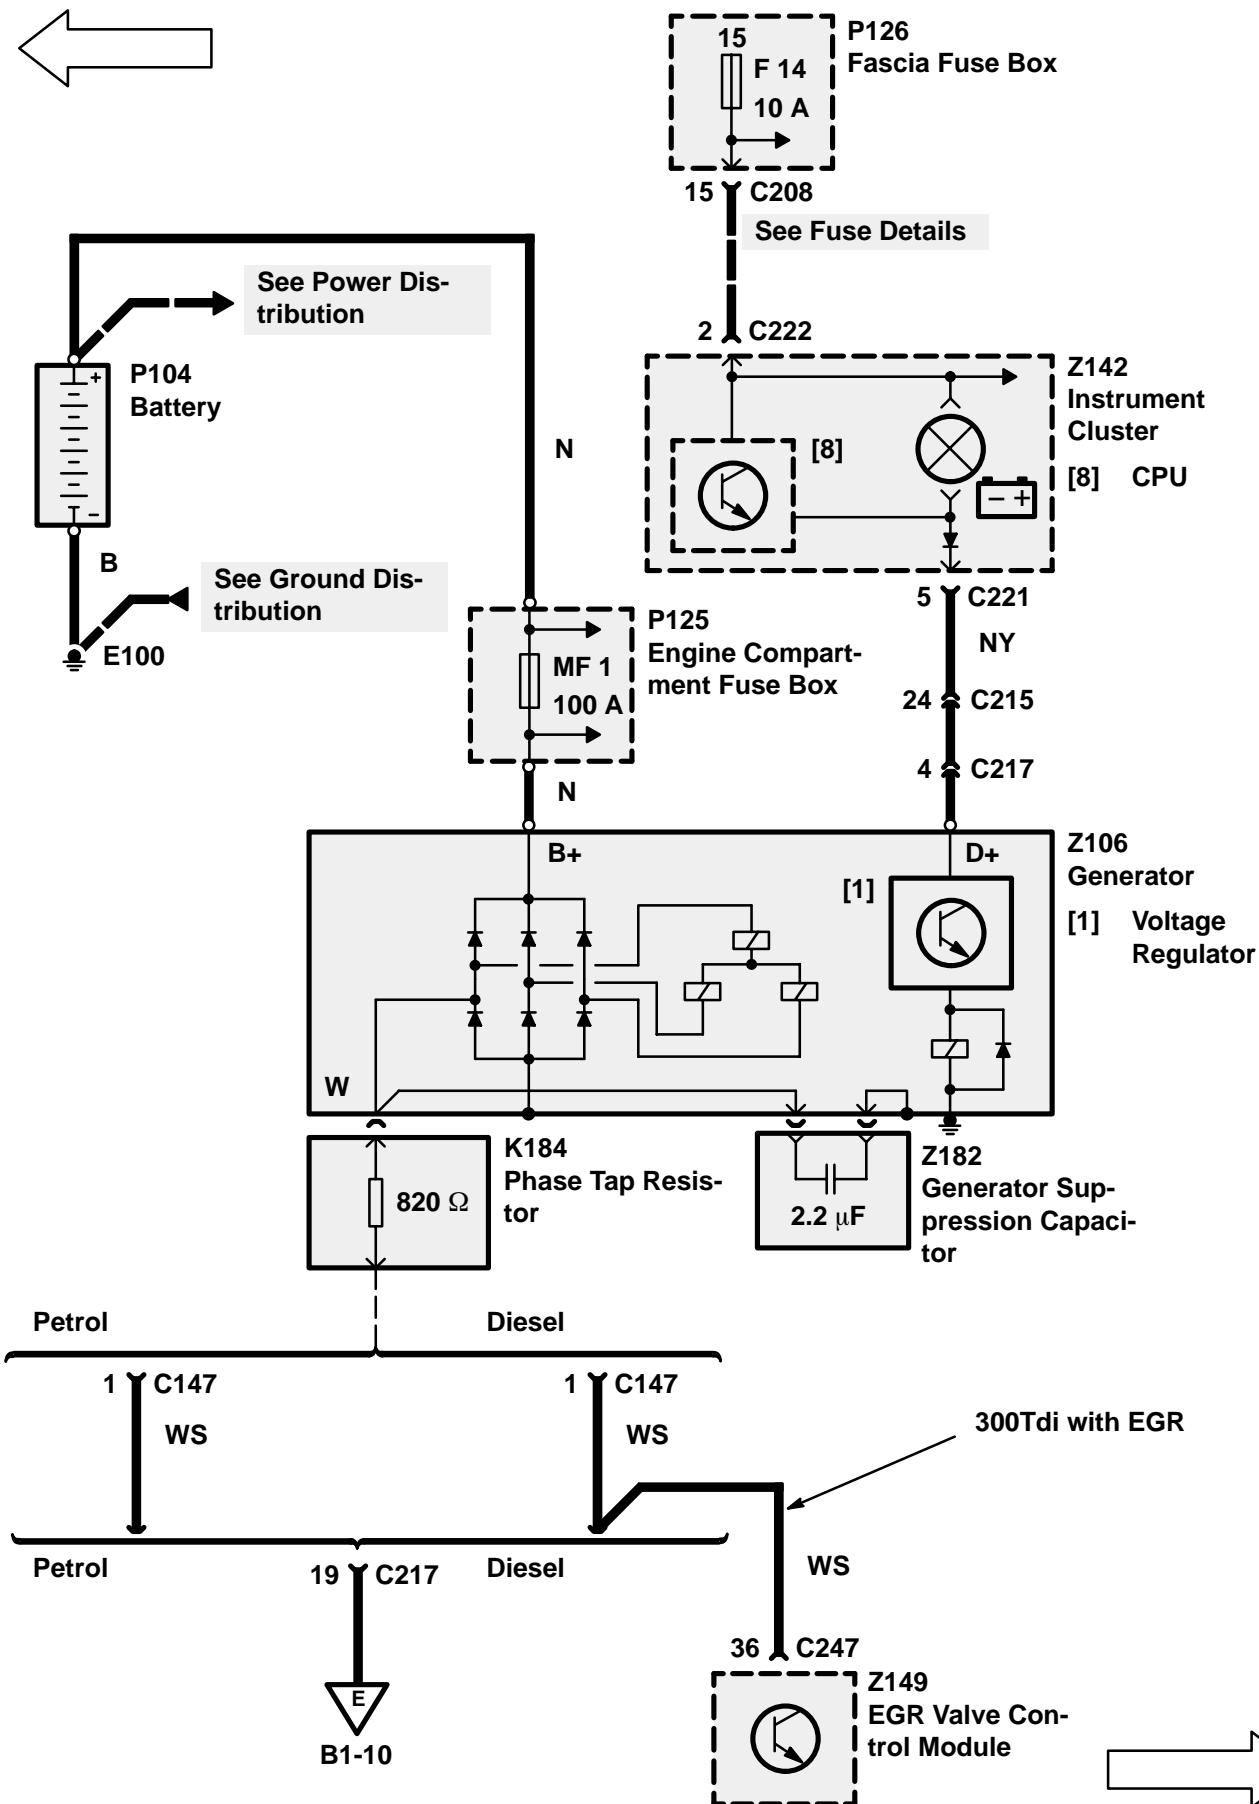 P126
Fascia Fuse Box
15
F 14
10 A
15 C208
See Fuse Details
2 C222
See Power Dis-
tribution
P104
Battery
+
−
N
B
See Ground Dis-
tribution
E100
Z142
Instrument
Cluster
[8] CPU
[8]
− +
5 C221
NY
24 C215
4 C217
P125
Engine Compart-
ment Fuse Box
MF 1
100 A
N
B+
D+
[1]
W
Z106
Generator
[1] Voltage
Regulator
K184
Phase Tap Resis-
tor
820 Ω
Z182
Generator Sup-
pression Capaci-
tor
2.2 μF
Petrol Diesel
1 C147
WS
1 C147
WS
300Tdi with EGR
Petrol Diesel
19 C217
WS
E
B1-10
36 C247
Z149
EGR Valve Con-
trol Module